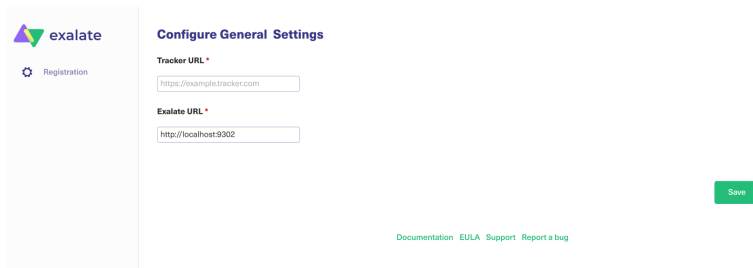 exalate
Registration
Configure General Settings
Tracker URL *
https://example.tracker.com
Exalate URL *
http://localhost:9302
Save
Documentation EULA Support Report a bug